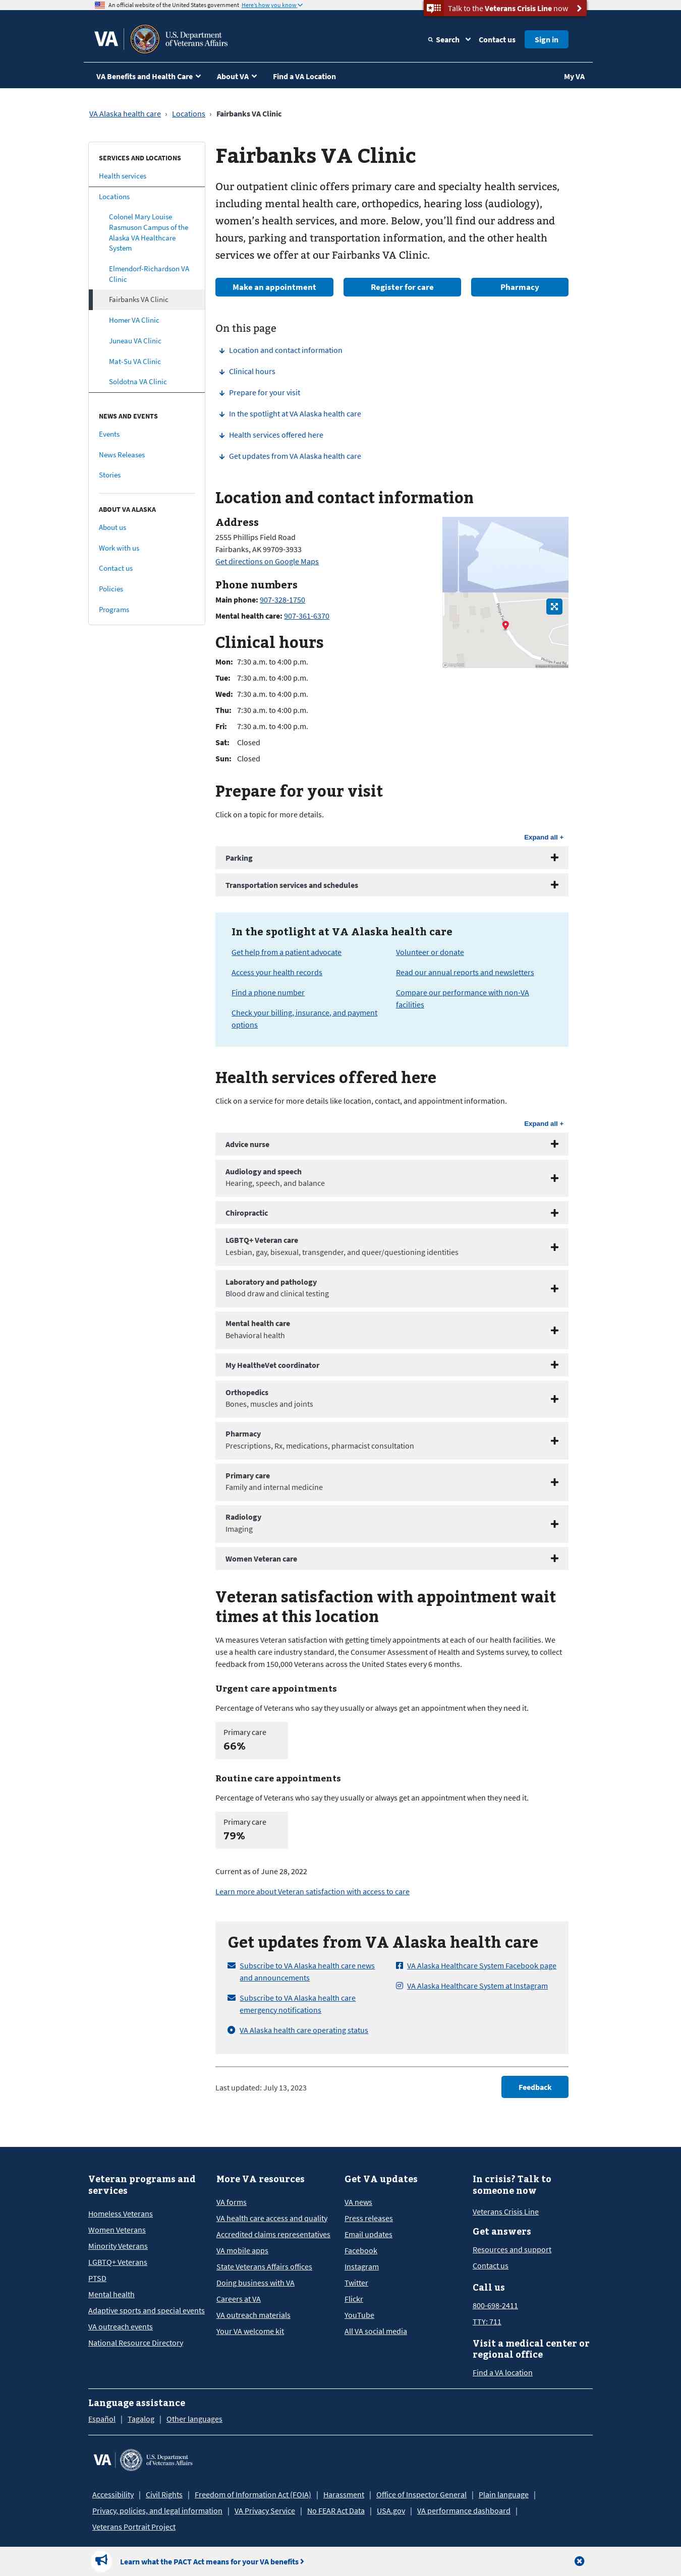 An official website of the United States government Here's how you know
Talk to the Veterans Crisis Line now
VA
U.S. Department
of Veterans Affairs
Search
Contact us
Sign in
VA Benefits and Health Care
About VA
Find a VA Location
My VA
VA Alaska health care › Locations › Fairbanks VA Clinic
SERVICES AND LOCATIONS
Health services
Locations
Colonel Mary Louise
Rasmuson Campus of the
Alaska VA Healthcare
System
Elmendorf-Richardson VA
Clinic
Fairbanks VA Clinic
Homer VA Clinic
Juneau VA Clinic
Mat-Su VA Clinic
Soldotna VA Clinic
NEWS AND EVENTS
Events
News Releases
Stories
ABOUT VA ALASKA
About us
Work with us
Contact us
Policies
Programs
Fairbanks VA Clinic
Our outpatient clinic offers primary care and specialty health services,
including mental health care, orthopedics, hearing loss (audiology),
women's health services, and more. Below, you'll find our address and
hours, parking and transportation information, and the other health
services we offer at our Fairbanks VA Clinic.
Make an appointment
Register for care
Pharmacy
On this page
Location and contact information
Clinical hours
Prepare for your visit
In the spotlight at VA Alaska health care
Health services offered here
Get updates from VA Alaska health care
Location and contact information
Address
2555 Phillips Field Road
Fairbanks, AK 99709-3933
Get directions on Google Maps
Phone numbers
Main phone: 907-328-1750
Mental health care: 907-361-6370
Clinical hours
Mon: 7:30 a.m. to 4:00 p.m.
Tue: 7:30 a.m. to 4:00 p.m.
Wed: 7:30 a.m. to 4:00 p.m.
Thu: 7:30 a.m. to 4:00 p.m.
Fri: 7:30 a.m. to 4:00 p.m.
Sat: Closed
Sun: Closed
Prepare for your visit
Click on a topic for more details.
Expand all +
Parking
Transportation services and schedules
In the spotlight at VA Alaska health care
Get help from a patient advocate
Access your health records
Find a phone number
Check your billing, insurance, and payment
options
Volunteer or donate
Read our annual reports and newsletters
Compare our performance with non-VA
facilities
Health services offered here
Click on a service for more details like location, contact, and appointment information.
Expand all +
Advice nurse
Audiology and speech
Hearing, speech, and balance
Chiropractic
LGBTQ+ Veteran care
Lesbian, gay, bisexual, transgender, and queer/questioning identities
Laboratory and pathology
Blood draw and clinical testing
Mental health care
Behavioral health
My HealtheVet coordinator
Orthopedics
Bones, muscles and joints
Pharmacy
Prescriptions, Rx, medications, pharmacist consultation
Primary care
Family and internal medicine
Radiology
Imaging
Women Veteran care
Veteran satisfaction with appointment wait
times at this location
VA measures Veteran satisfaction with getting timely appointments at each of our health facilities. We
use a health care industry standard, the Consumer Assessment of Health and Systems survey, to collect
feedback from 150,000 Veterans across the United States every 6 months.
Urgent care appointments
Percentage of Veterans who say they usually or always get an appointment when they need it.
Primary care
66%
Routine care appointments
Percentage of Veterans who say they usually or always get an appointment when they need it.
Primary care
79%
Current as of June 28, 2022
Learn more about Veteran satisfaction with access to care
Get updates from VA Alaska health care
Subscribe to VA Alaska health care news
and announcements
Subscribe to VA Alaska health care
emergency notifications
VA Alaska health care operating status
VA Alaska Healthcare System Facebook page
VA Alaska Healthcare System at Instagram
Last updated: July 13, 2023
Feedback
Veteran programs and
services
Homeless Veterans
Women Veterans
Minority Veterans
LGBTQ+ Veterans
PTSD
Mental health
Adaptive sports and special events
VA outreach events
National Resource Directory
More VA resources
VA forms
VA health care access and quality
Accredited claims representatives
VA mobile apps
State Veterans Affairs offices
Doing business with VA
Careers at VA
VA outreach materials
Your VA welcome kit
Get VA updates
VA news
Press releases
Email updates
Facebook
Instagram
Twitter
Flickr
YouTube
All VA social media
In crisis? Talk to
someone now
Veterans Crisis Line
Get answers
Resources and support
Contact us
Call us
800-698-2411
TTY: 711
Visit a medical center or
regional office
Find a VA location
Language assistance
Español | Tagalog | Other languages
VA
U.S. Department
of Veterans Affairs
Accessibility | Civil Rights | Freedom of Information Act (FOIA) | Harassment | Office of Inspector General | Plain language |
Privacy, policies, and legal information | VA Privacy Service | No FEAR Act Data | USA.gov | VA performance dashboard |
Veterans Portrait Project
Learn what the PACT Act means for your VA benefits